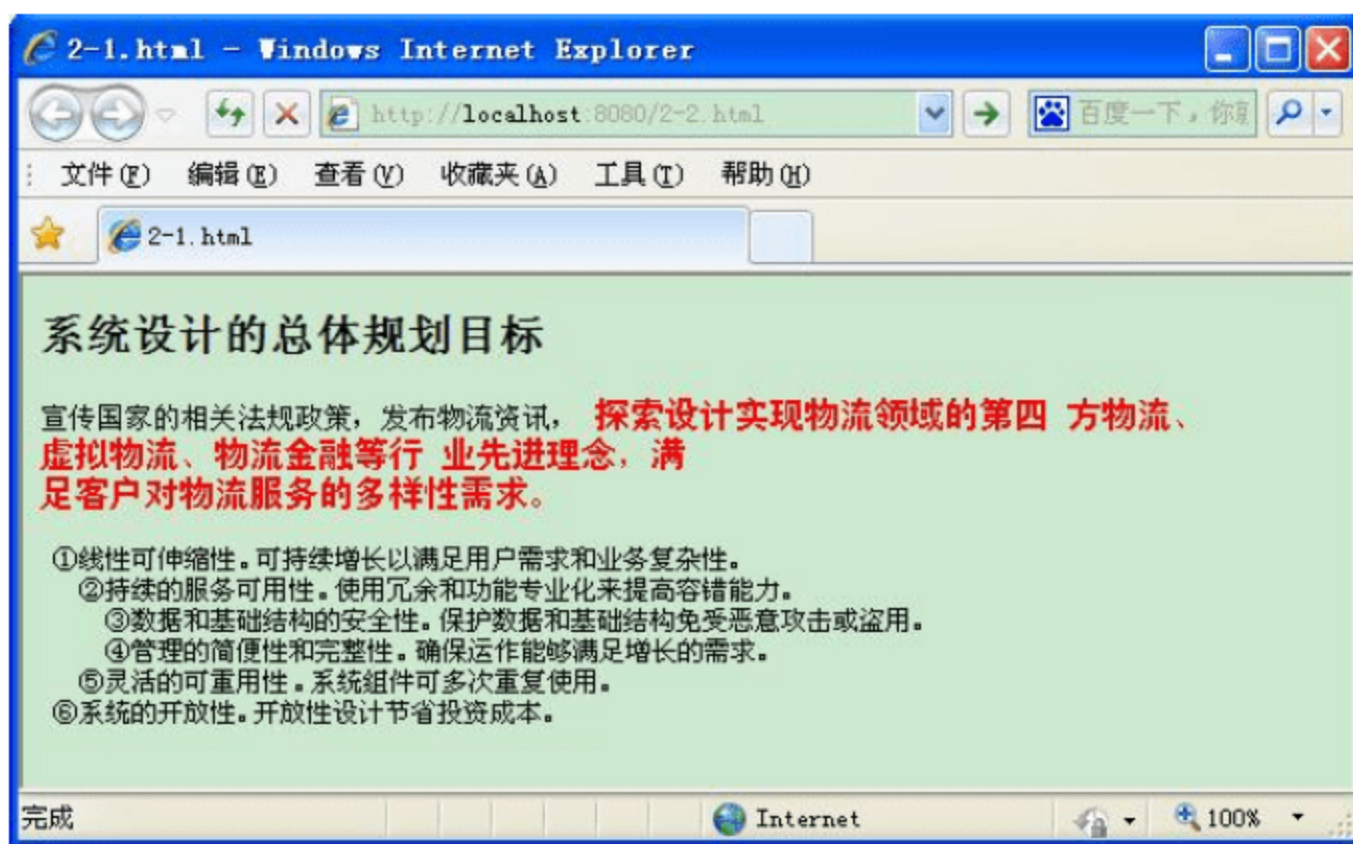 2-1.html - Windows Internet Explorer
http://localhost:8080/2-2.html
百度一下，你
文件(F) 编辑(E) 查看(V) 收藏夹(A) 工具(T) 帮助(H)
2-1.html
系统设计的总体规划目标
宣传国家的相关法规政策，发布物流资讯， 探索设计实现物流领域的第四 方物流、
虚拟物流、物流金融等行 业先进理念，满
足客户对物流服务的多样性需求。
①线性可伸缩性。可持续增长以满足用户需求和业务复杂性。
②持续的服务可用性。使用冗余和功能专业化来提高容错能力。
③数据和基础结构的安全性。保护数据和基础结构免受恶意攻击或盗用。
④管理的简便性和完整性。确保运作能够满足增长的需求。
⑤灵活的可重用性。系统组件可多次重复使用。
⑥系统的开放性。开放性设计节省投资成本。
完成 Internet 100%